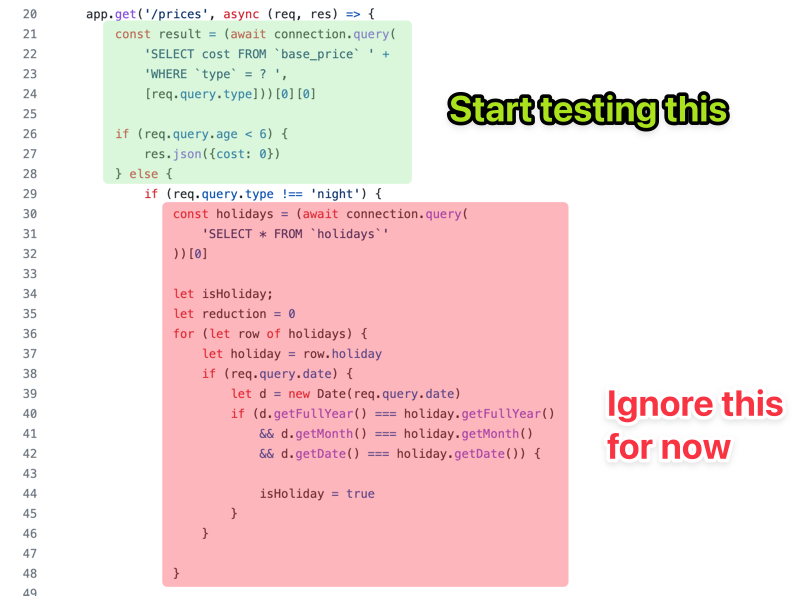 20 app.get('/prices', async (req, res) => {
21 const result = (await connection.query(
22 'SELECT cost FROM `base_price` ' +
23 'WHERE `type` = ? ',
24 [req.query.type]))[0][0]
25
26 if (req.query.age < 6) {
27 res.json({cost: 0})
28 } else {
29 if (req.query.type !== 'night') {
30 const holidays = (await connection.query(
31 'SELECT * FROM `holidays`'
32 ))[0]
33
34 let isHoliday;
35 let reduction = 0
36 for (let row of holidays) {
37 let holiday = row.holiday
38 if (req.query.date) {
39 let d = new Date(req.query.date)
40 if (d.getFullYear() === holiday.getFullYear()
41 && d.getMonth() === holiday.getMonth()
42 && d.getDate() === holiday.getDate()) {
43
44 isHoliday = true
45 }
46 }
47
48 }
49
Start testing this
Ignore this
for now